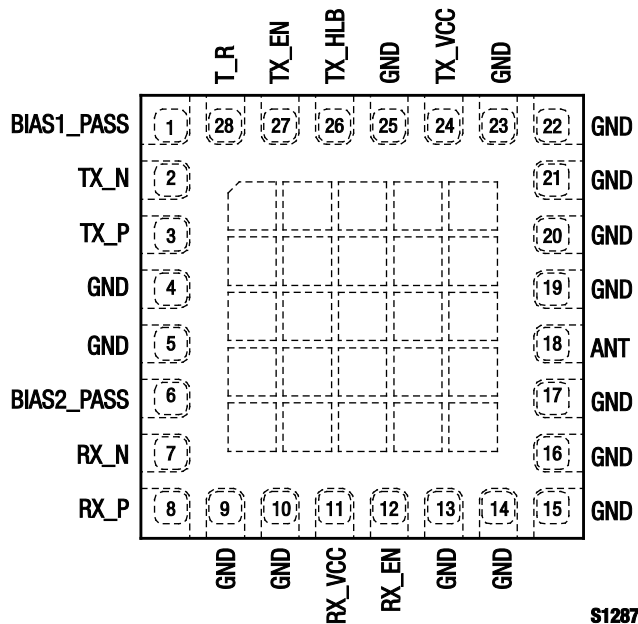 T_R TX_EN TX_HLB GND TX_VCC GND
BIAS1_PASS 1 28 27 26 25 24 23 22 GND
TX_N 2 21 GND
TX_P 3 20 GND
GND 4 19 GND
GND 5 18 ANT
BIAS2_PASS 6 17 GND
RX_N 7 16 GND
RX_P 8 9 10 11 12 13 14 15 GND
GND GND RX_VCC RX_EN GND GND
S1287